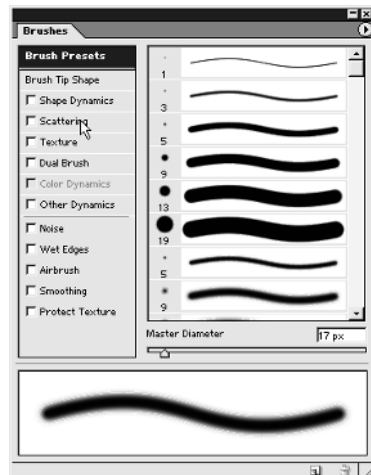 Brushes
Brush Presets
Brush Tip Shape
Shape Dynamics
Scattering
Texture
Dual Brush
Color Dynamics
Other Dynamics
Noise
Wet Edges
Airbrush
Smoothing
Protect Texture
1
3
5
9
13
19
5
9
Master Diameter
17 px